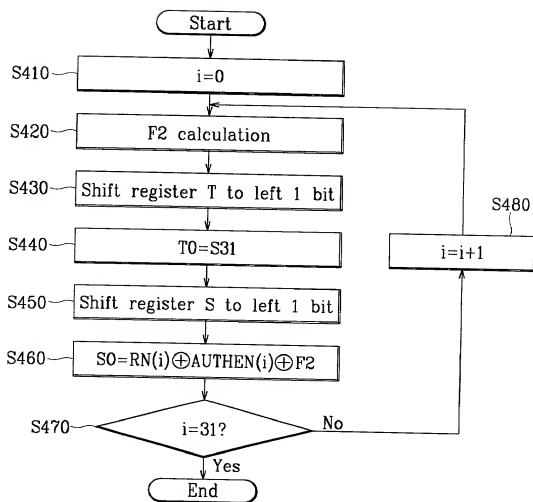 Start
S410
i=0
S420
F2 calculation
S430
Shift register T to left 1 bit
S480
S440
T0=S31
i=i+1
S450
Shift register S to left 1 bit
S460
S0=RN(i)⊕AUTHEN(i)⊕F2
S470
i=31?
No
Yes
End